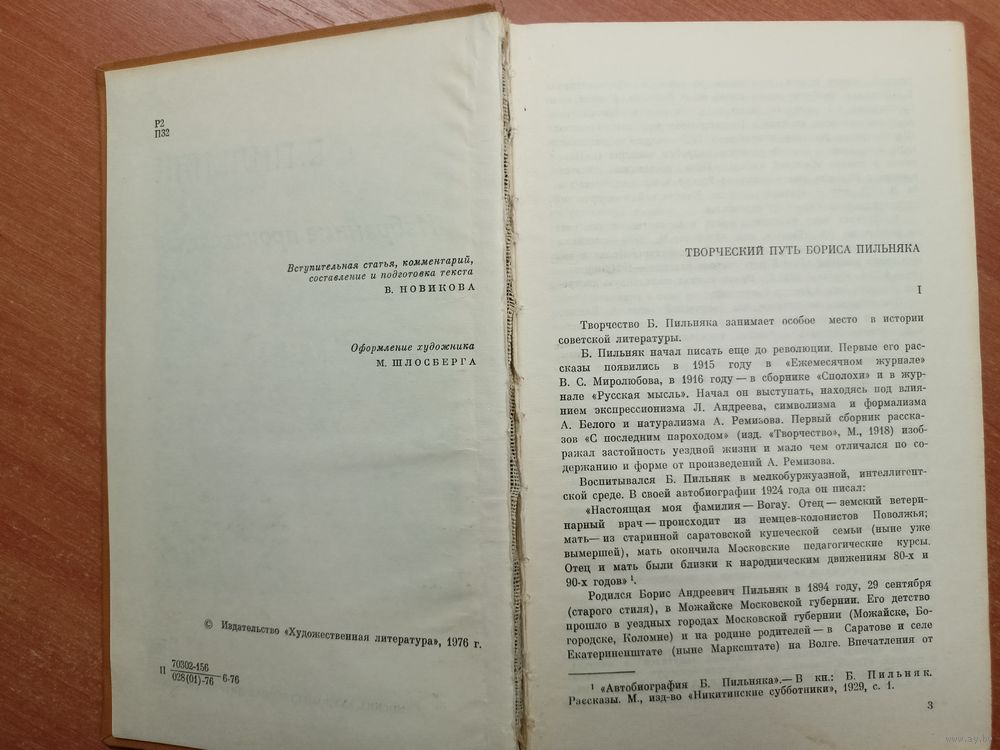 Р2
П32
Вступительная статья, комментарий,
составление и подготовка текста
В. НОВИКОВА
Оформление художника
М. ШЛОСБЕРГА
© Издательство «Художественная литература», 1976 г.
П 70302-156
028(01)-76 6-76
ТВОРЧЕСКИЙ ПУТЬ БОРИСА ПИЛЬНЯКА
I
Творчество Б. Пильняка занимает особое место в истории
советской литературы.
Б. Пильняк начал писать еще до революции. Первые его рас-
сказы появились в 1915 году в «Ежемесячном журнале»
В. С. Миролюбова, в 1916 году — в сборнике «Сполохи» и в жур-
нале «Русская мысль». Начал он выступать, находясь под влия-
нием экспрессионизма Л. Андреева, символизма и формализма
А. Белого и натурализма А. Ремизова. Первый сборник расска-
зов «С последним пароходом» (изд. «Творчество», М., 1918) изоб-
ражал застойность уездной жизни и мало чем отличался по со-
держанию и форме от произведений А. Ремизова.
Воспитывался Б. Пильняк в мелкобуржуазной, интеллигент-
ской среде. В своей автобиографии 1924 года он писал:
«Настоящая моя фамилия — Вогау. Отец — земский ветери-
нарный врач — происходит из немцев-колонистов Поволжья;
мать — из старинной саратовской купеческой семьи (ныне уже
вымершей), мать окончила Московские педагогические курсы.
Отец и мать были близки к народническим движениям 80-х и
90-х годов» ¹.
Родился Борис Андреевич Пильняк в 1894 году, 29 сентября
(старого стиля), в Можайске Московской губернии. Его детство
прошло в уездных городах Московской губернии (Можайске, Бо-
городске, Коломне) и на родине родителей — в Саратове и селе
Екатериненштате (ныне Марксштате) на Волге. Впечатления от
¹ «Автобиография Б. Пильняка». — В кн.: Б. Пильняк.
Рассказы. М., изд-во «Никитинские субботники», 1929, с. 1.
3
www.ay.by